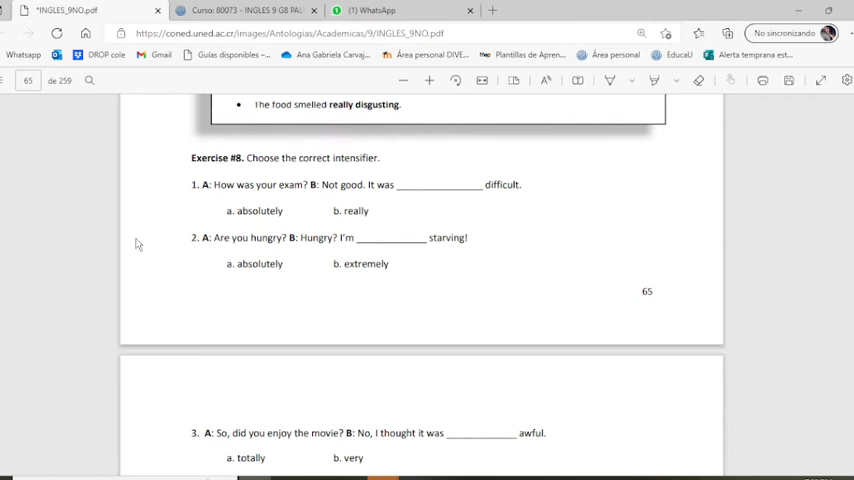 *INGLES_9NO.pdf
Curso: 80073 - INGLES 9 G8 PAL
(1) WhatsApp
https://coned.uned.ac.cr/images/Antologias/Academicas/9/INGLES_9NO.pdf
No sincronizando
Whatsapp
DROP cole
Gmail
Guías disponibles –...
Ana Gabriela Carvaj...
Área personal DIVE...
Plantillas de Apren...
Área personal
EducaU
Alerta temprana est...
65 de 259
• The food smelled really disgusting.
Exercise #8. Choose the correct intensifier.
1. A: How was your exam? B: Not good. It was _________________ difficult.
a. absolutely b. really
2. A: Are you hungry? B: Hungry? I'm ______________ starving!
a. absolutely b. extremely
65
3. A: So, did you enjoy the movie? B: No, I thought it was ______________ awful.
a. totally b. very